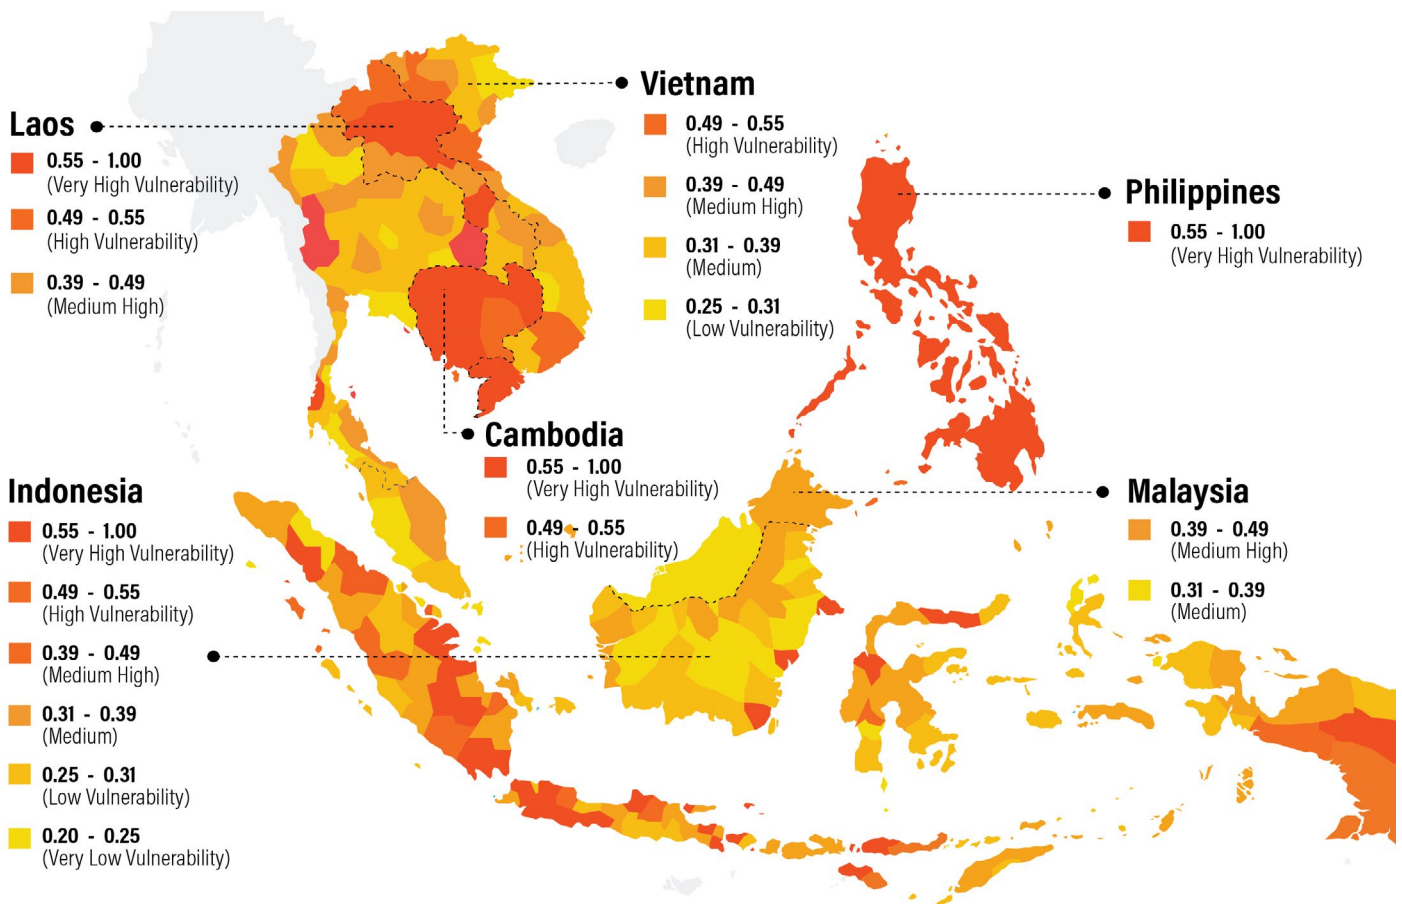 Laos
0.55 - 1.00
(Very High Vulnerability)
0.49 - 0.55
(High Vulnerability)
0.39 - 0.49
(Medium High)
Vietnam
0.49 - 0.55
(High Vulnerability)
0.39 - 0.49
(Medium High)
0.31 - 0.39
(Medium)
0.25 - 0.31
(Low Vulnerability)
Philippines
0.55 - 1.00
(Very High Vulnerability)
Cambodia
0.55 - 1.00
(Very High Vulnerability)
0.49 - 0.55
(High Vulnerability)
Indonesia
0.55 - 1.00
(Very High Vulnerability)
0.49 - 0.55
(High Vulnerability)
0.39 - 0.49
(Medium High)
0.31 - 0.39
(Medium)
0.25 - 0.31
(Low Vulnerability)
0.20 - 0.25
(Very Low Vulnerability)
Malaysia
0.39 - 0.49
(Medium High)
0.31 - 0.39
(Medium)